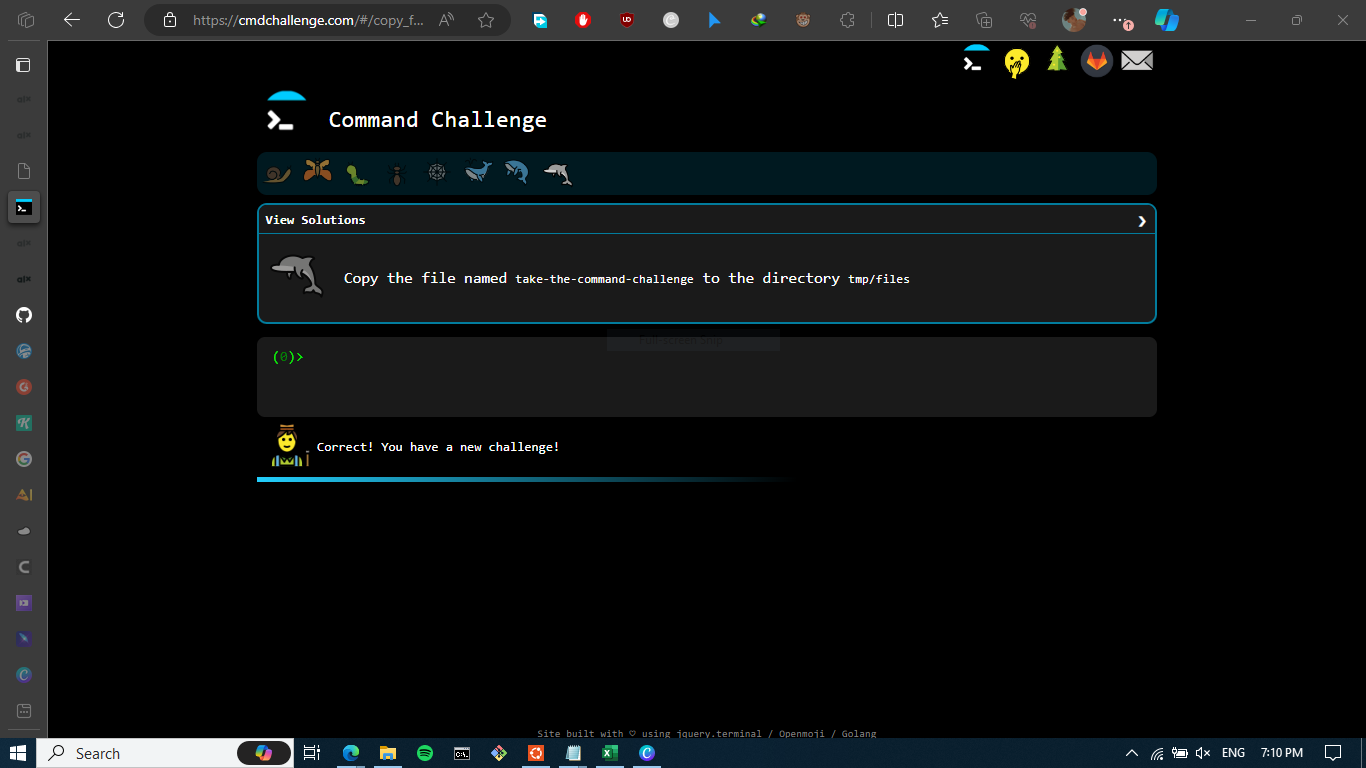 https://cmdchallenge.com/#/copy_f...
Command Challenge
View Solutions
Copy the file named take-the-command-challenge to the directory tmp/files
Full-screen Snip
(0)>
Correct! You have a new challenge!
Site built with ♡ using jquery.terminal / Openmoji / Golang
Search
ENG
7:10 PM